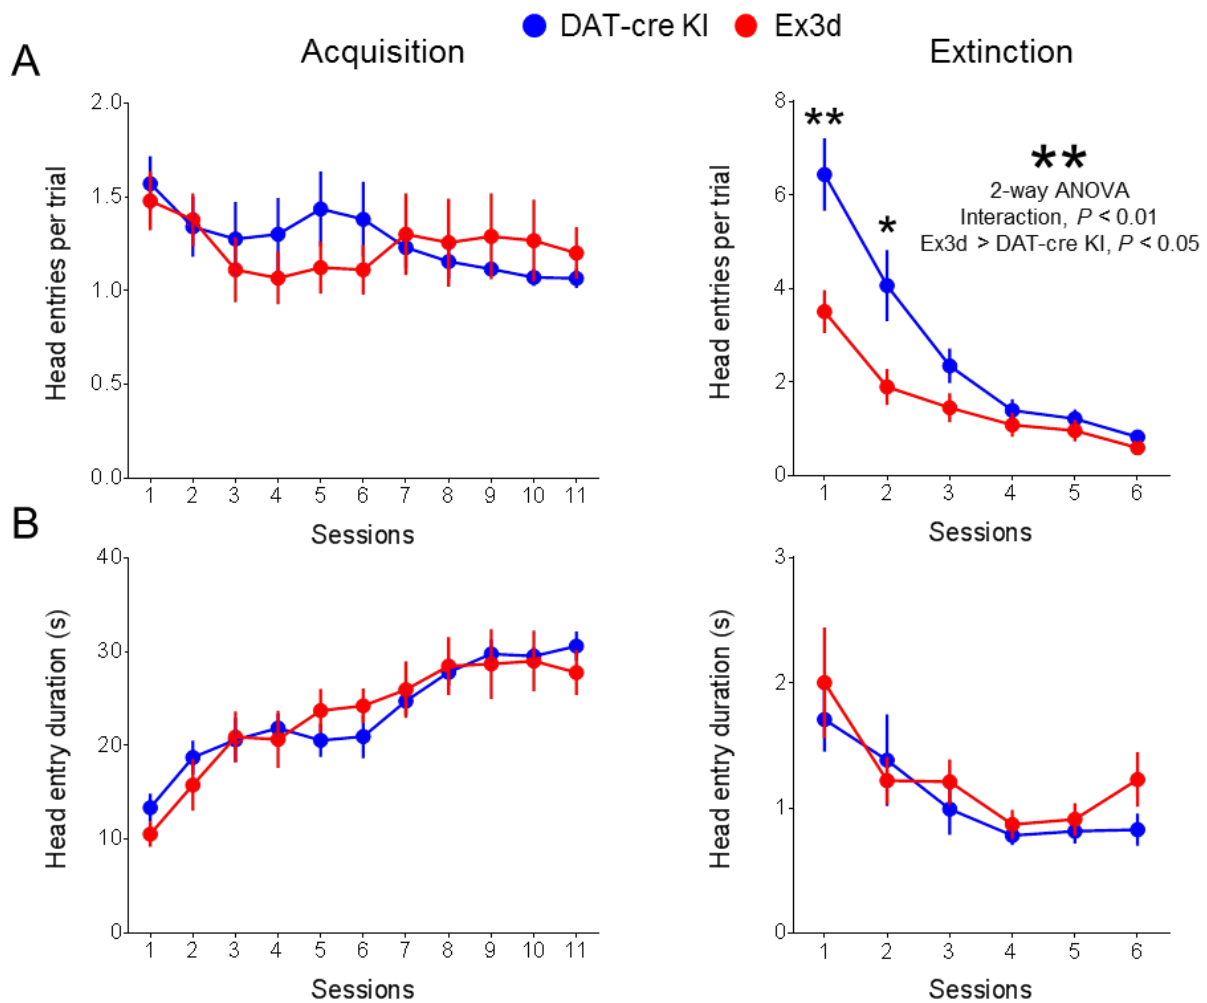 DAT-cre KI Ex3d
A
Acquisition
Extinction
Head entries per trial
2.0
1.5
1.0
0.5
0.0
1 2 3 4 5 6 7 8 9 10 11
Sessions
Head entries per trial
8
6
4
2
0
**
*
**
2-way ANOVA
Interaction, P < 0.01
Ex3d > DAT-cre KI, P < 0.05
1 2 3 4 5 6
Sessions
B
Head entry duration (s)
40
30
20
10
0
1 2 3 4 5 6 7 8 9 10 11
Sessions
Head entry duration (s)
3
2
1
0
1 2 3 4 5 6
Sessions